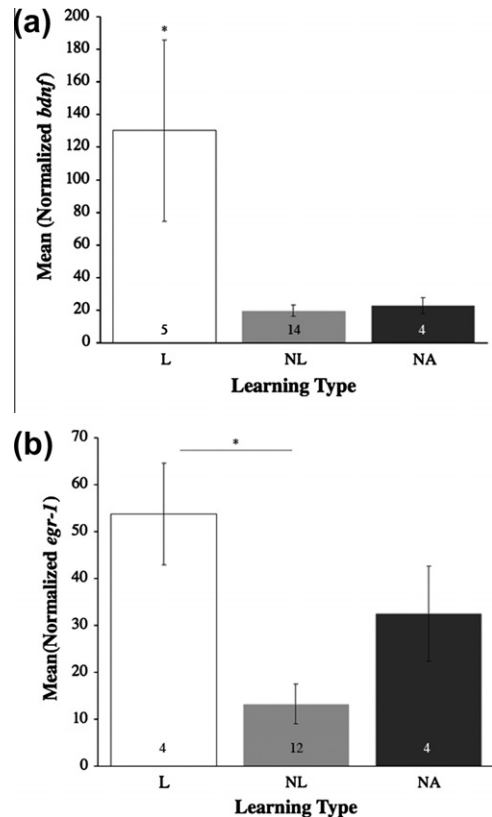 (a)
*
Mean (Normalized bdnf)
200
180
160
140
120
100
80
60
40
20
0
5
14
4
L
NL
NA
Learning Type
(b)
*
Mean(Normalized egr-1)
70
60
50
40
30
20
10
0
4
12
4
L
NL
NA
Learning Type